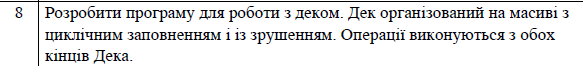 8 Розробити програму для роботи з деком. Дек організований на масиві з
циклічним заповненням і із зрушенням. Операції виконуються з обох
кінців Дека.